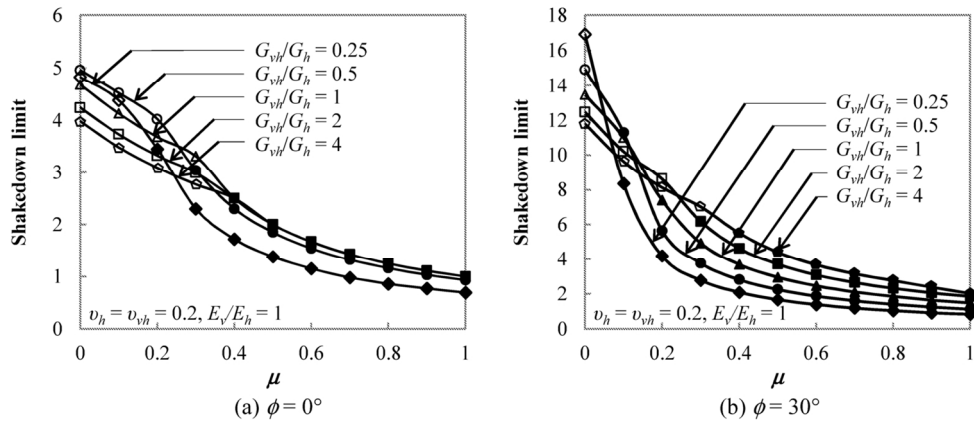 6
5
4
3
2
1
0
Shakedown limit
G_vh/G_h = 0.25
G_vh/G_h = 0.5
G_vh/G_h = 1
G_vh/G_h = 2
G_vh/G_h = 4
υ_h = υ_vh = 0.2, E_v/E_h = 1
0 0.2 0.4 0.6 0.8 1
μ
(a) ϕ = 0°
18
16
14
12
10
8
6
4
2
0
Shakedown limit
G_vh/G_h = 0.25
G_vh/G_h = 0.5
G_vh/G_h = 1
G_vh/G_h = 2
G_vh/G_h = 4
υ_h = υ_vh = 0.2, E_v/E_h = 1
0 0.2 0.4 0.6 0.8 1
μ
(b) ϕ = 30°